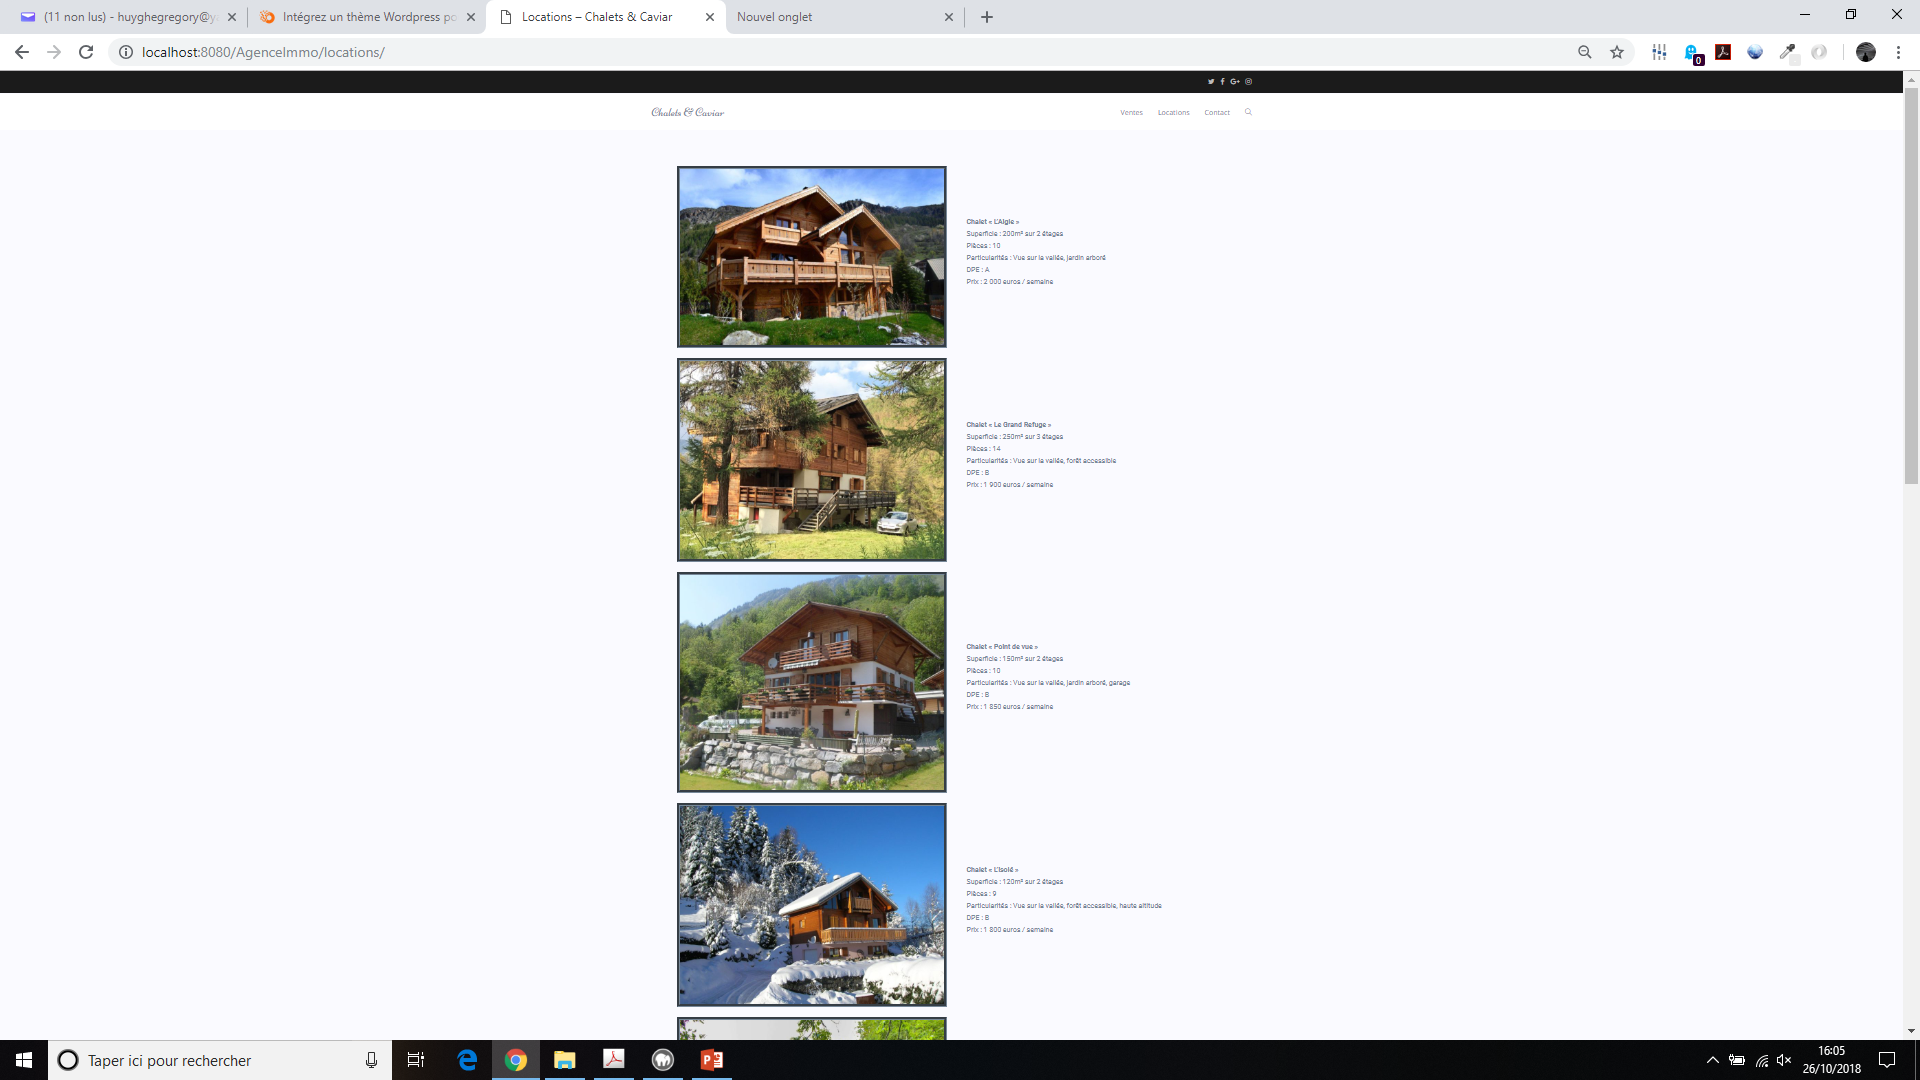 (11 non lus) - huyghegregory@y
Intégrez un thème Wordpress po
Locations – Chalets & Caviar
Nouvel onglet
localhost:8080/AgenceImmo/locations/
0
Chalets & Caviar
Ventes
Locations
Contact
Chalet « L'Aigle »
Superficie : 200m² sur 2 étages
Pièces : 10
Particularités : Vue sur la vallée, jardin arboré
DPE : A
Prix : 2 000 euros / semaine
Chalet « Le Grand Refuge »
Superficie : 250m² sur 3 étages
Pièces : 14
Particularités : Vue sur la vallée, forêt accessible
DPE : B
Prix : 1 900 euros / semaine
Chalet « Point de vue »
Superficie : 150m² sur 2 étages
Pièces : 10
Particularités : Vue sur la vallée, jardin arboré, garage
DPE : B
Prix : 1 850 euros / semaine
Chalet « L'Isolé »
Superficie : 120m² sur 2 étages
Pièces : 9
Particularités : Vue sur la vallée, forêt accessible, haute altitude
DPE : B
Prix : 1 800 euros / semaine
Taper ici pour rechercher
16:05
26/10/2018